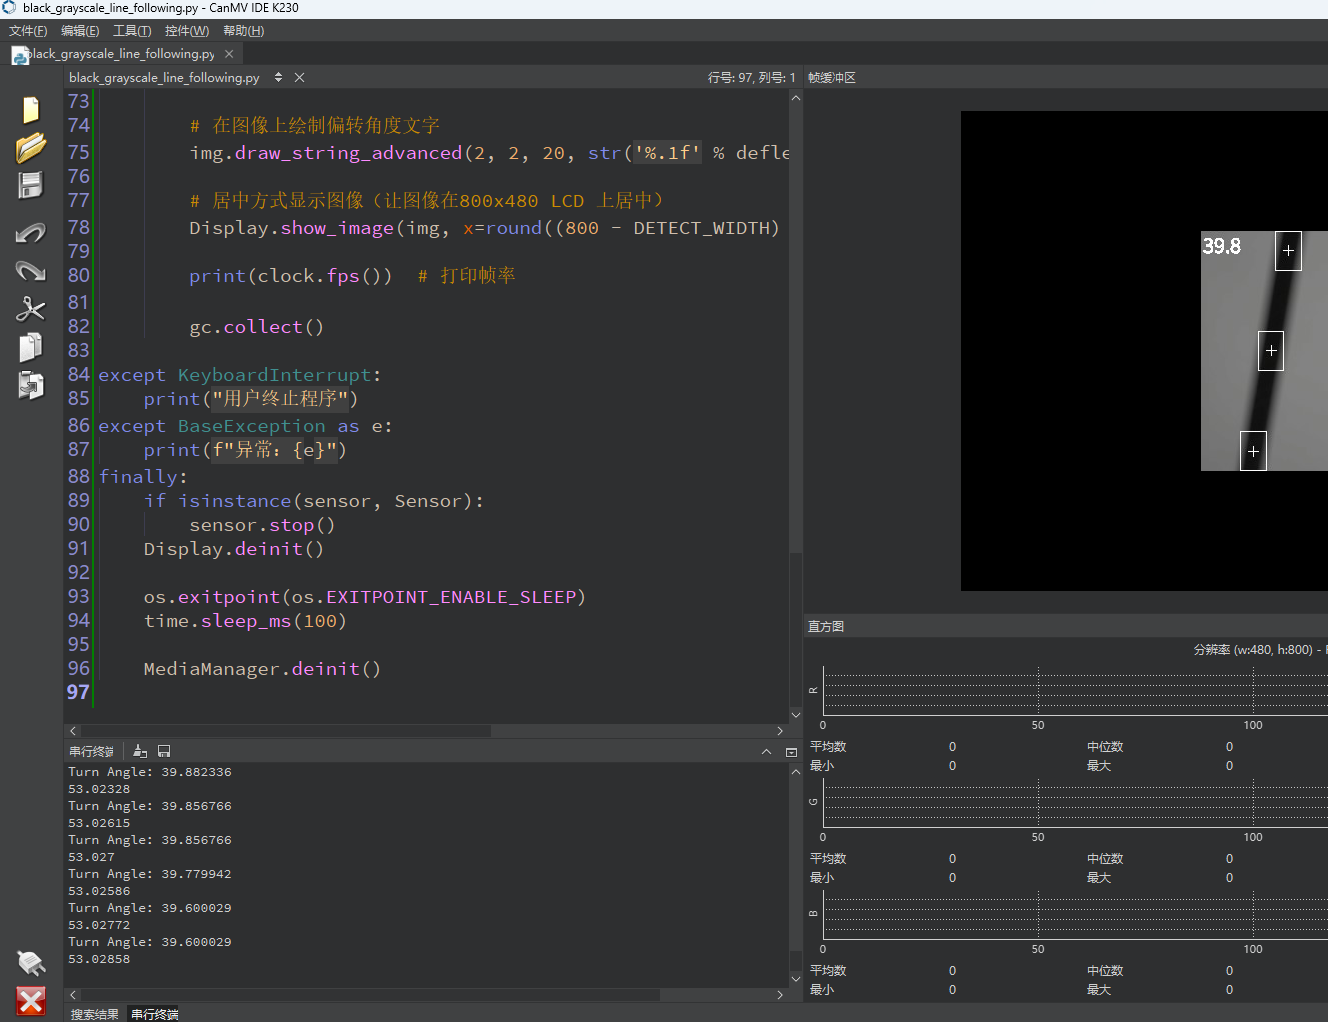 black_grayscale_line_following.py - CanMV IDE K230
文件(F) 编辑(E) 工具(T) 控件(W) 帮助(H)
black_grayscale_line_following.py
black_grayscale_line_following.py
行号: 97, 列号: 1
73
74 # 在图像上绘制偏转角度文字
75 img.draw_string_advanced(2, 2, 20, str('%.1f' % defle
76
77 # 居中方式显示图像（让图像在800x480 LCD 上居中）
78 Display.show_image(img, x=round((800 - DETECT_WIDTH)
79
80 print(clock.fps()) # 打印帧率
81
82 gc.collect()
83
84 except KeyboardInterrupt:
85 print("用户终止程序")
86 except BaseException as e:
87 print(f"异常: {e}")
88 finally:
89 if isinstance(sensor, Sensor):
90 sensor.stop()
91 Display.deinit()
92
93 os.exitpoint(os.EXITPOINT_ENABLE_SLEEP)
94 time.sleep_ms(100)
95
96 MediaManager.deinit()
97
串行终端
Turn Angle: 39.882336
53.02328
Turn Angle: 39.856766
53.02615
Turn Angle: 39.856766
53.027
Turn Angle: 39.779942
53.02586
Turn Angle: 39.600029
53.02772
Turn Angle: 39.600029
53.02858
搜索结果 串行终端
帧缓冲区
39.8
直方图
分辨率 (w:480, h:800) -
R
0 50 100
平均数 0 中位数 0
最小 0 最大 0
G
0 50 100
平均数 0 中位数 0
最小 0 最大 0
B
0 50 100
平均数 0 中位数 0
最小 0 最大 0